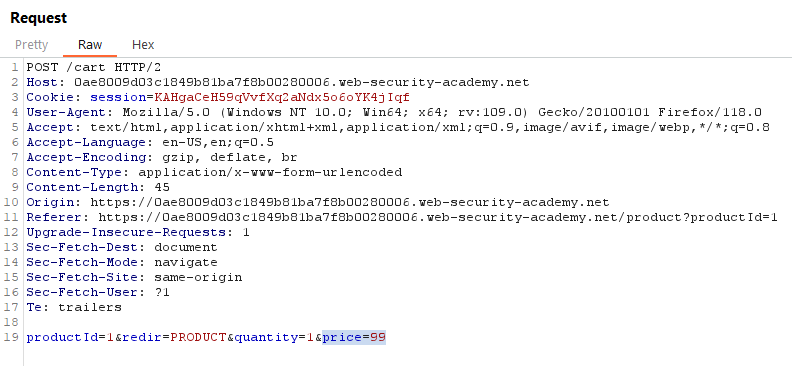 Request
Pretty Raw Hex
1 POST /cart HTTP/2
2 Host: 0ae8009d03c1849b81ba7f8b00280006.web-security-academy.net
3 Cookie: session=KAHgaCeH59qVvfXq2aNdx5o6oYK4jIqf
4 User-Agent: Mozilla/5.0 (Windows NT 10.0; Win64; x64; rv:109.0) Gecko/20100101 Firefox/118.0
5 Accept: text/html,application/xhtml+xml,application/xml;q=0.9,image/avif,image/webp,*/*;q=0.8
6 Accept-Language: en-US,en;q=0.5
7 Accept-Encoding: gzip, deflate, br
8 Content-Type: application/x-www-form-urlencoded
9 Content-Length: 45
10 Origin: https://0ae8009d03c1849b81ba7f8b00280006.web-security-academy.net
11 Referer: https://0ae8009d03c1849b81ba7f8b00280006.web-security-academy.net/product?productId=1
12 Upgrade-Insecure-Requests: 1
13 Sec-Fetch-Dest: document
14 Sec-Fetch-Mode: navigate
15 Sec-Fetch-Site: same-origin
16 Sec-Fetch-User: ?1
17 Te: trailers
18
19 productId=1&redir=PRODUCT&quantity=1&price=99